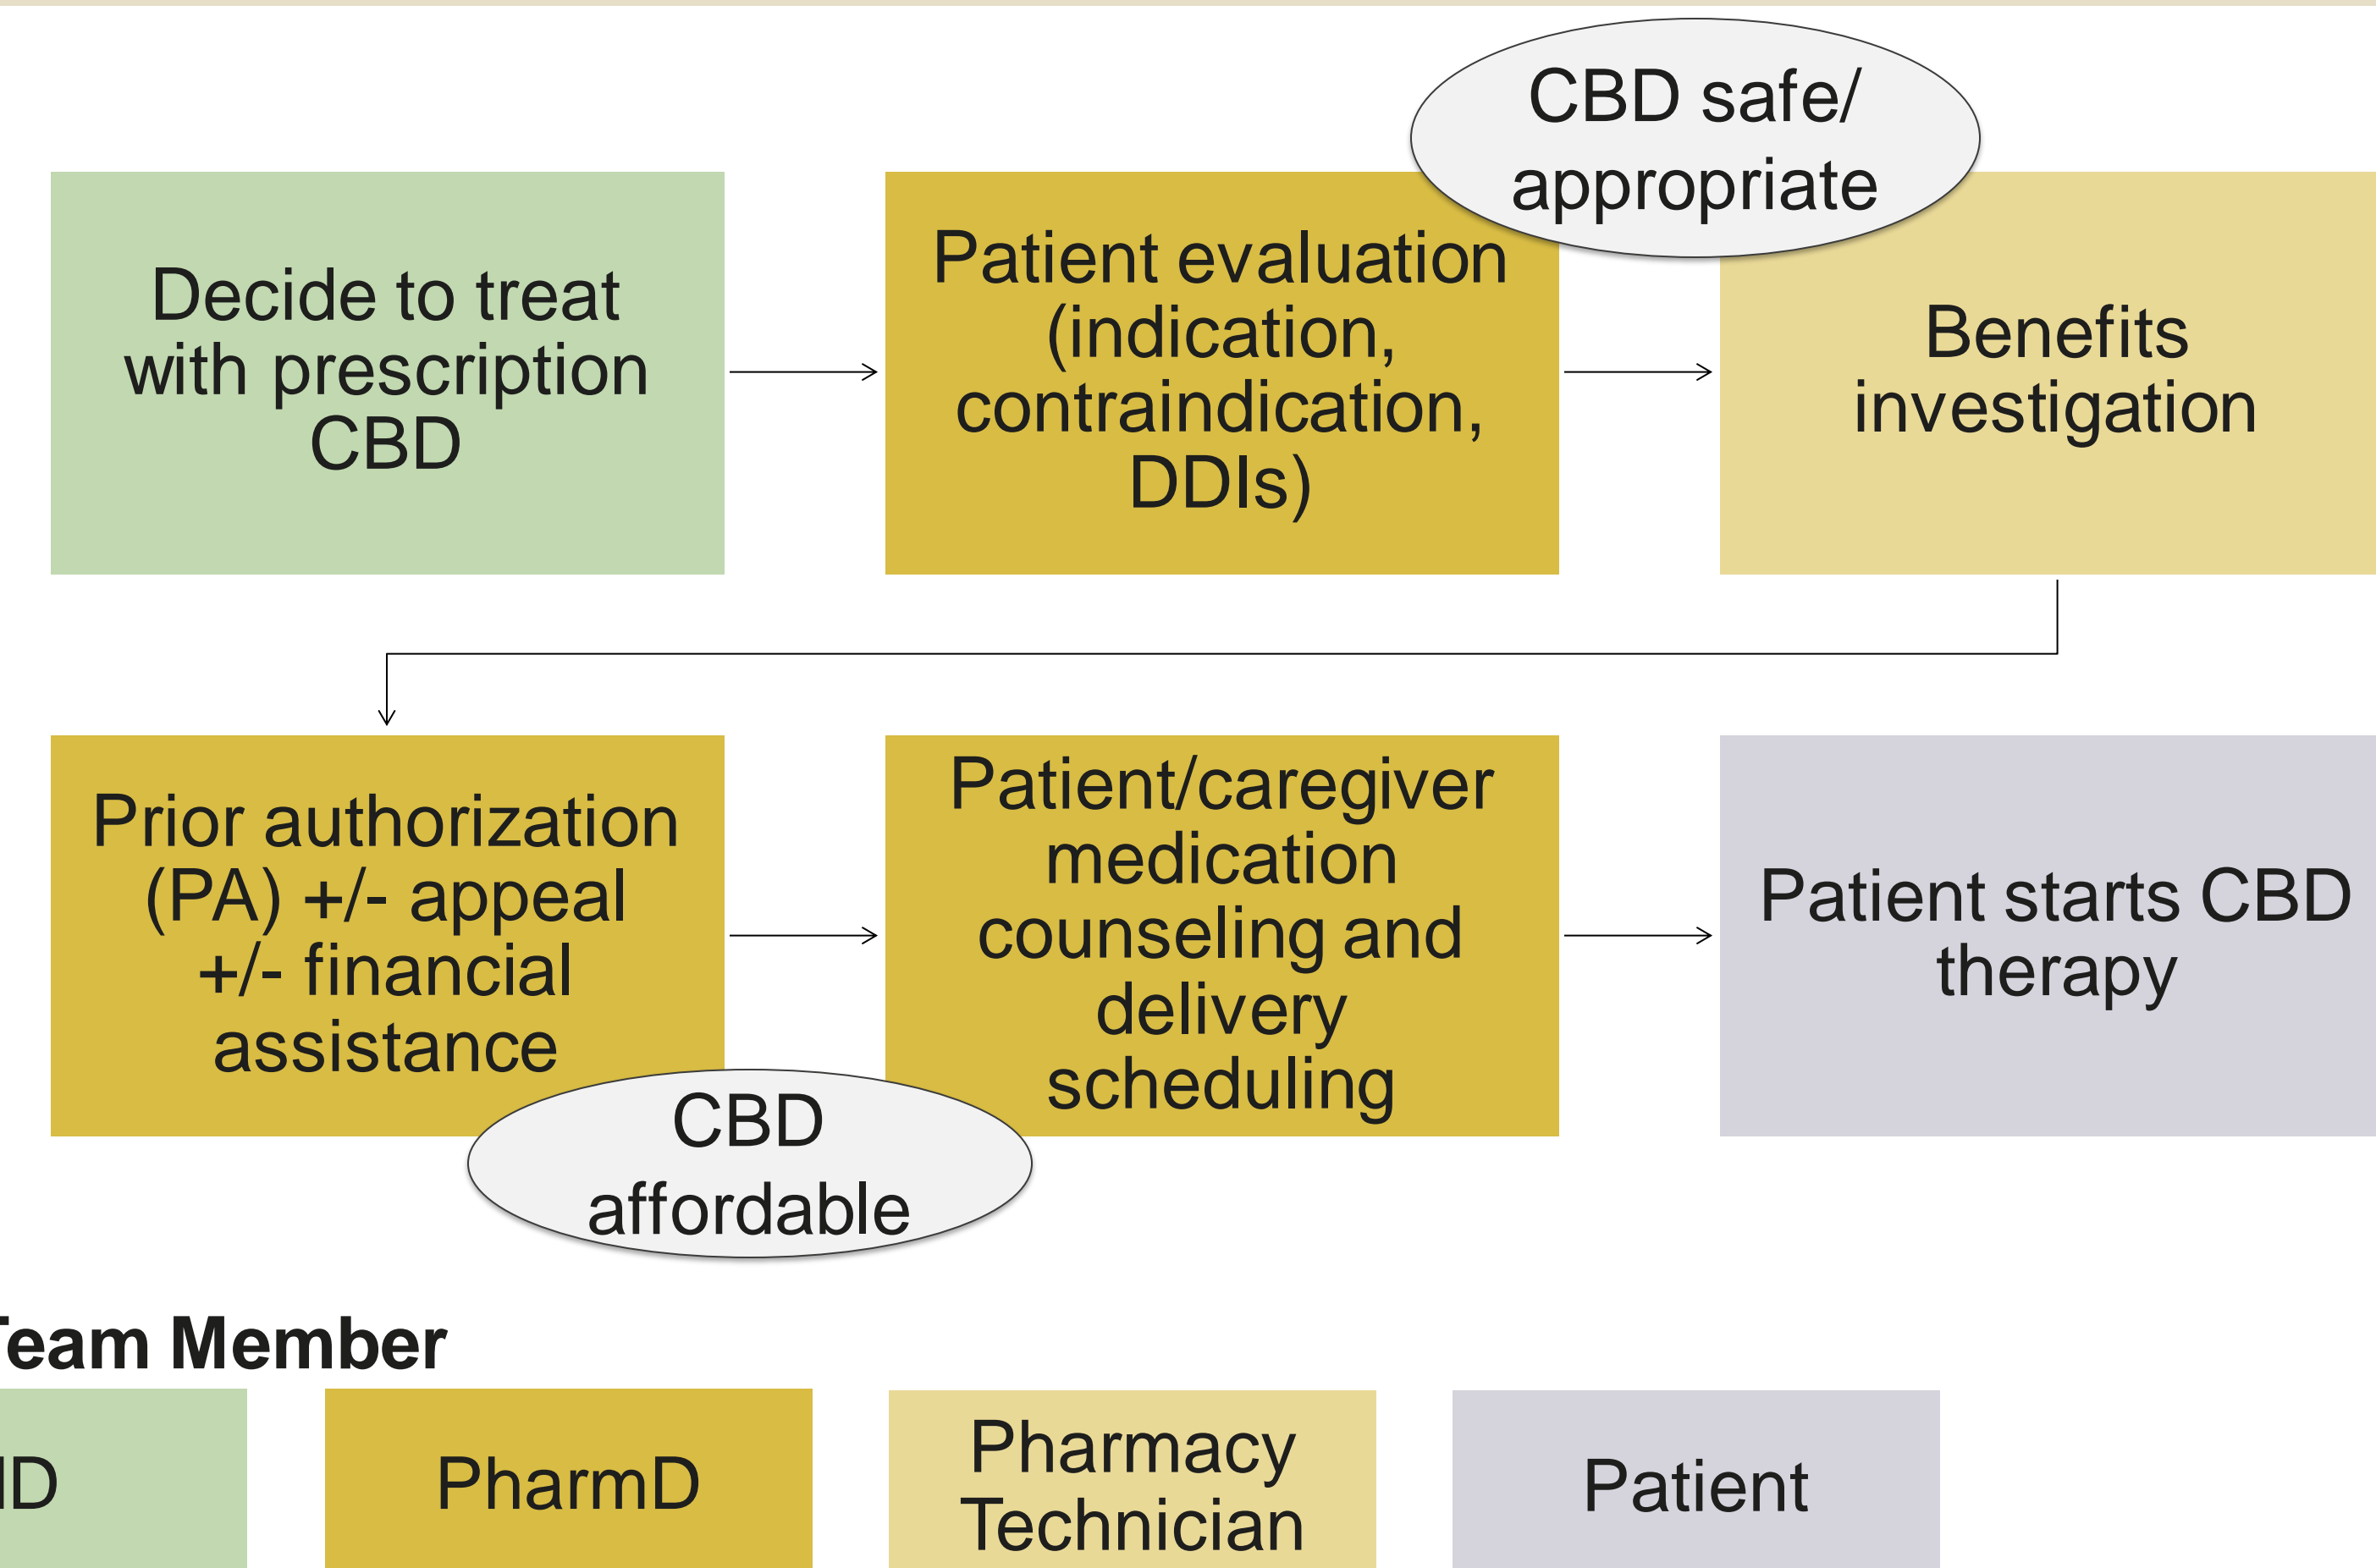 CBD safe/
appropriate
Decide to treat
with prescription
CBD
Patient evaluation
(indication,
contraindication,
DDIs)
Benefits
investigation
Prior authorization
(PA) +/- appeal
+/- financial
assistance
Patient/caregiver
medication
counseling and
delivery
scheduling
Patient starts CBD
therapy
CBD
affordable
Team Member
PharmD
Pharmacy
Technician
Patient